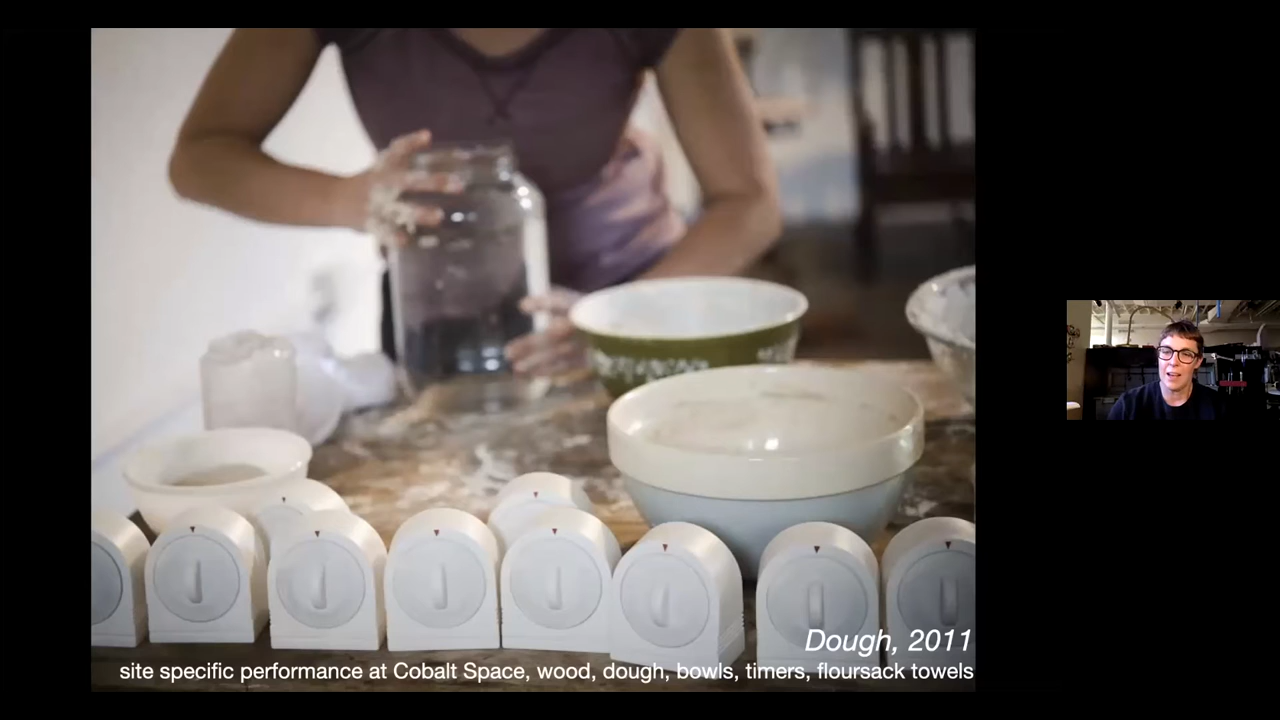 Dough, 2011
site specific performance at Cobalt Space, wood, dough, bowls, timers, floursack towels